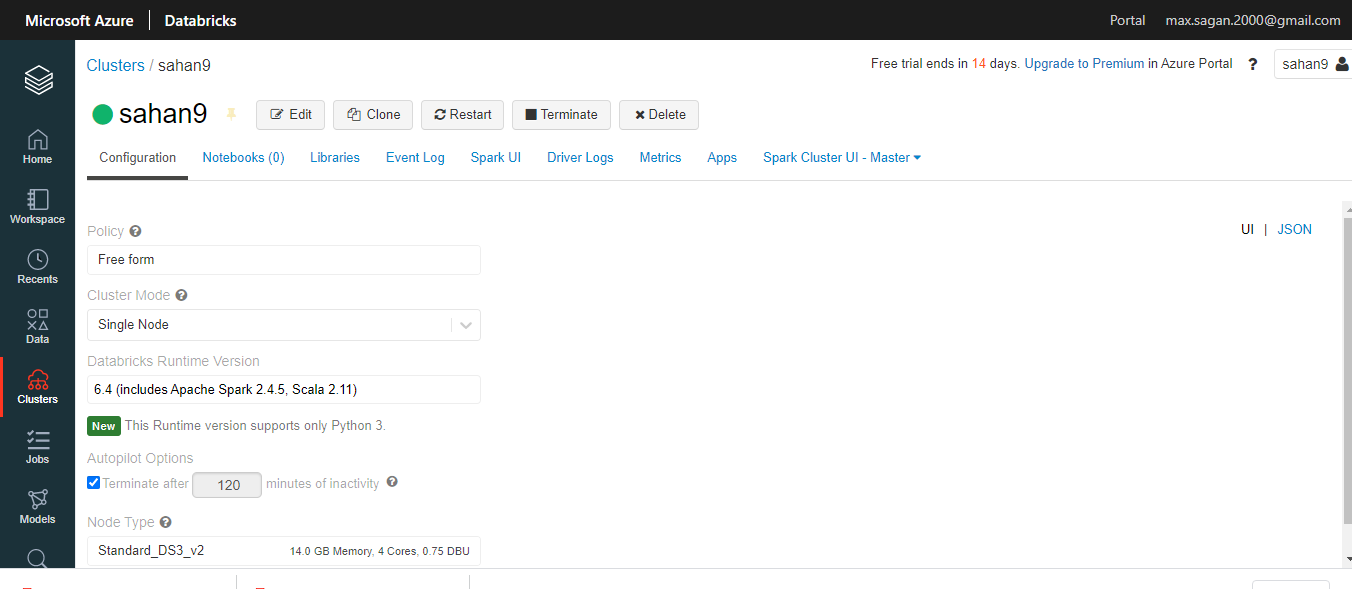 Microsoft Azure Databricks Portal max.sagan.2000@gmail.com
Clusters / sahan9 Free trial ends in 14 days. Upgrade to Premium in Azure Portal ? sahan9
sahan9 Edit Clone Restart Terminate Delete
Configuration Notebooks (0) Libraries Event Log Spark UI Driver Logs Metrics Apps Spark Cluster UI - Master
Home
Workspace
Recents
Data
Clusters
Jobs
Models
UI | JSON
Policy ?
Free form
Cluster Mode ?
Single Node
Databricks Runtime Version
6.4 (includes Apache Spark 2.4.5, Scala 2.11)
New This Runtime version supports only Python 3.
Autopilot Options
Terminate after 120 minutes of inactivity ?
Node Type ?
Standard_DS3_v2 14.0 GB Memory, 4 Cores, 0.75 DBU